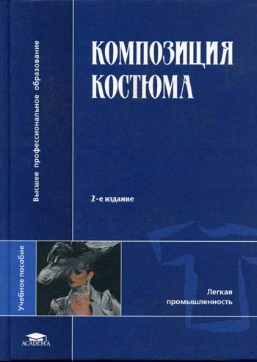 КОМПОЗИЦИЯ
КОСТЮМА
Высшее профессиональное образование
2-е издание
Учебное пособие
Легкая
промышленность
ACADEMA